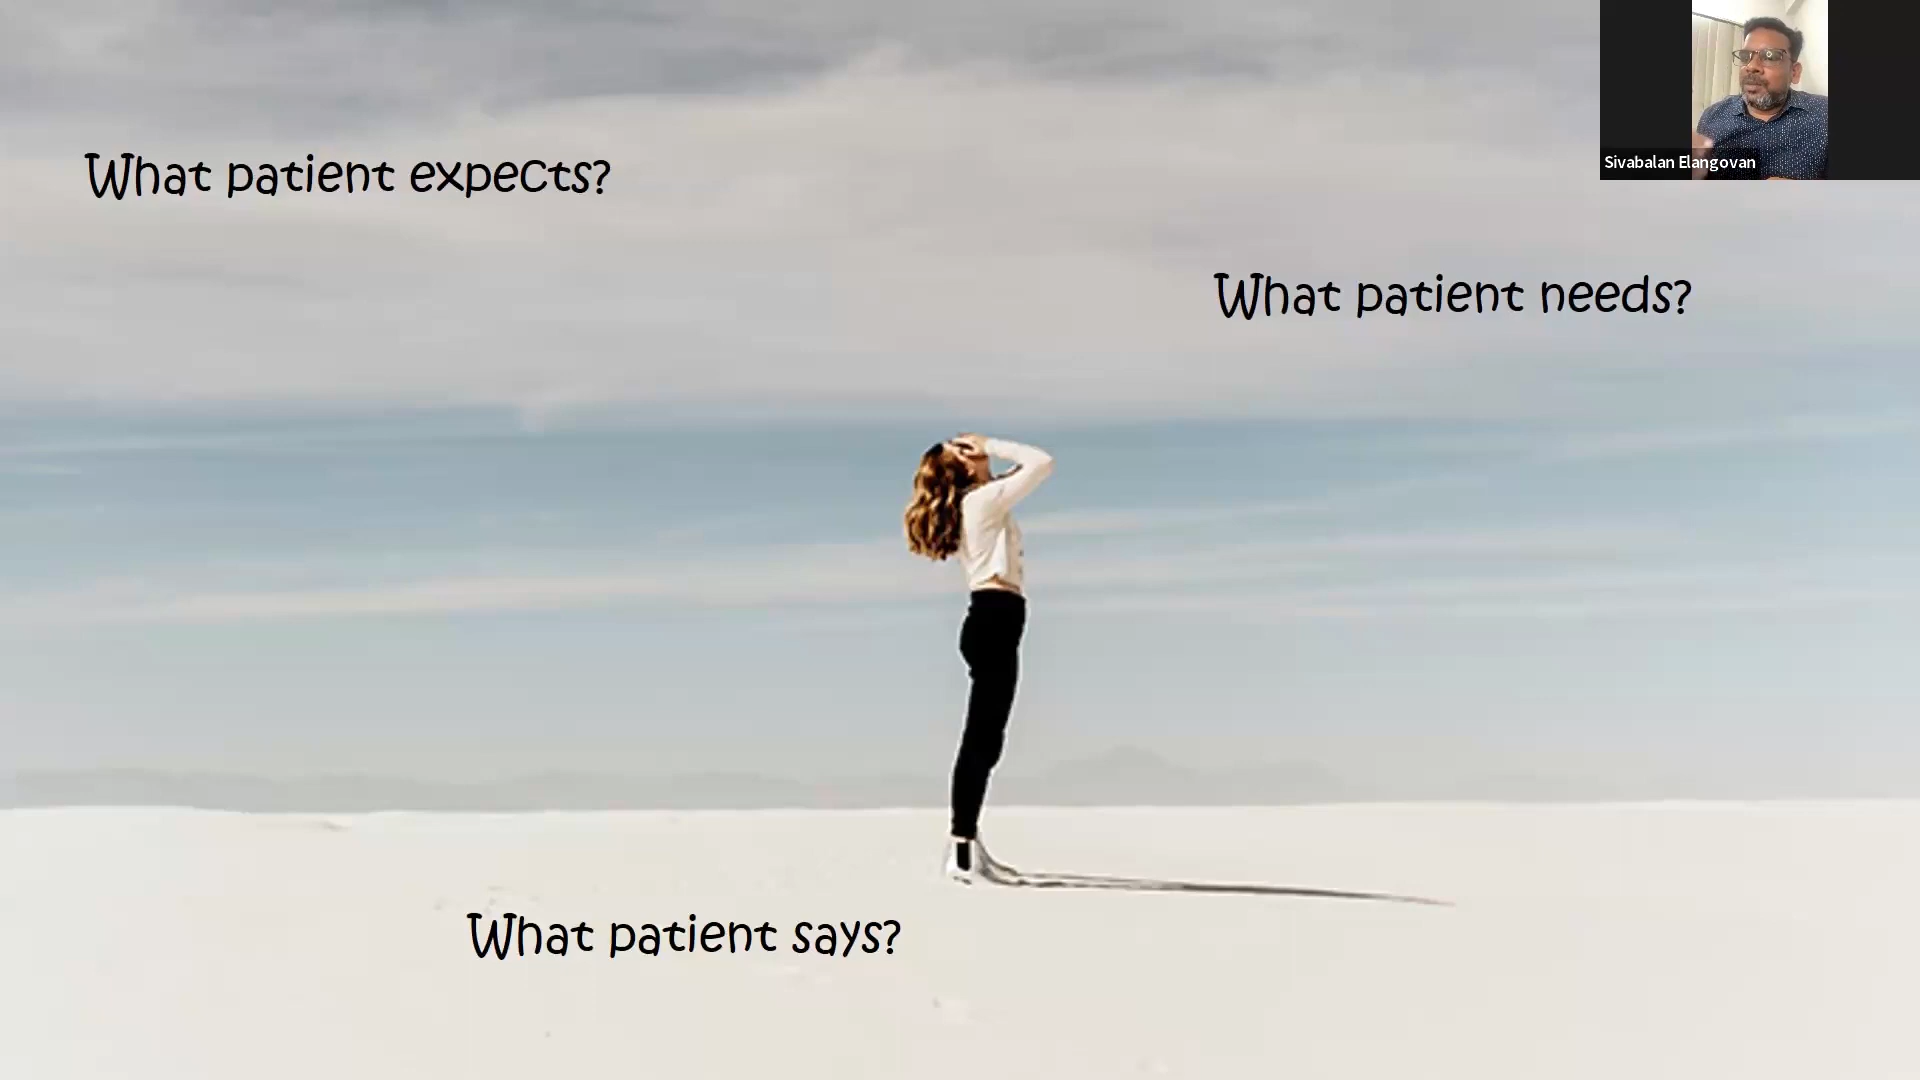 Sivabalan Elangovan
What patient expects?
What patient needs?
What patient says?